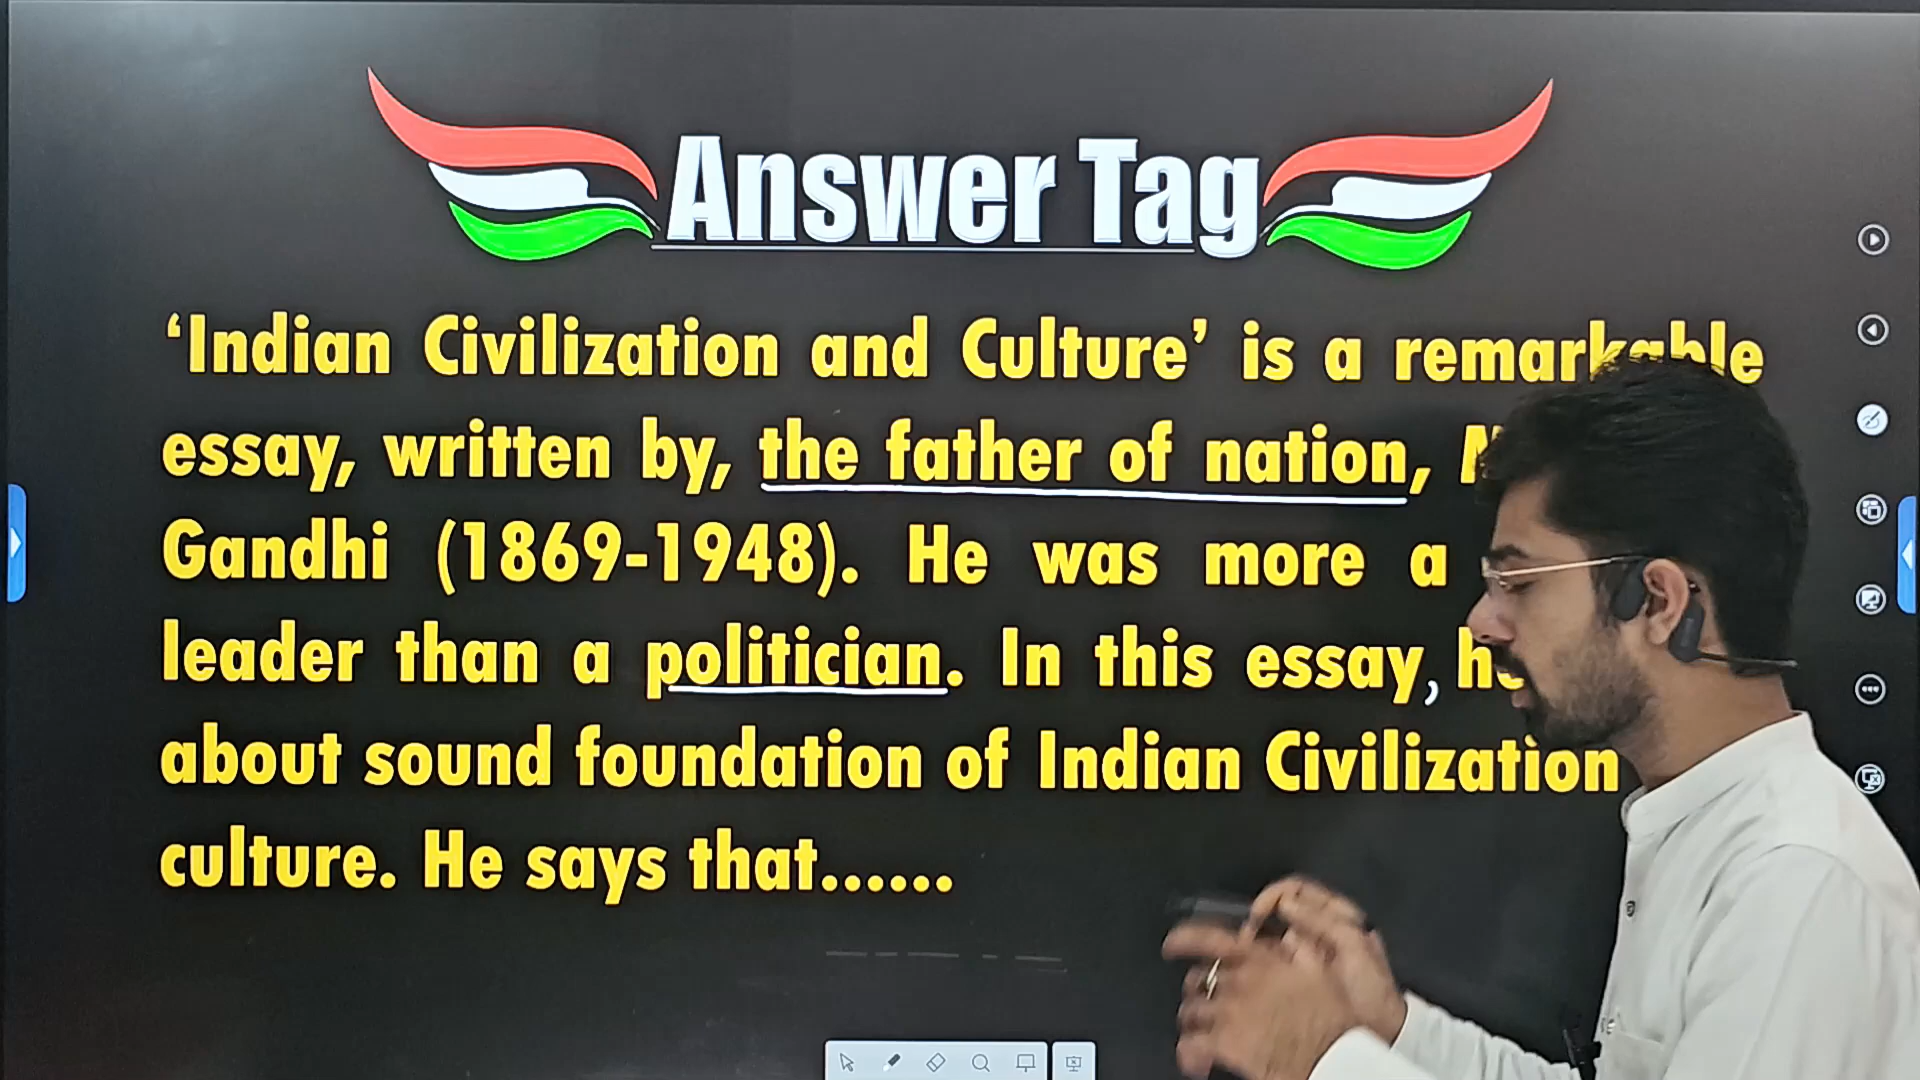 Answer Tag
‘Indian Civilization and Culture’ is a remarkable
essay, written by, the father of nation,
Gandhi (1869-1948). He was more a
leader than a politician. In this essay,
about sound foundation of Indian Civilization
culture. He says that......